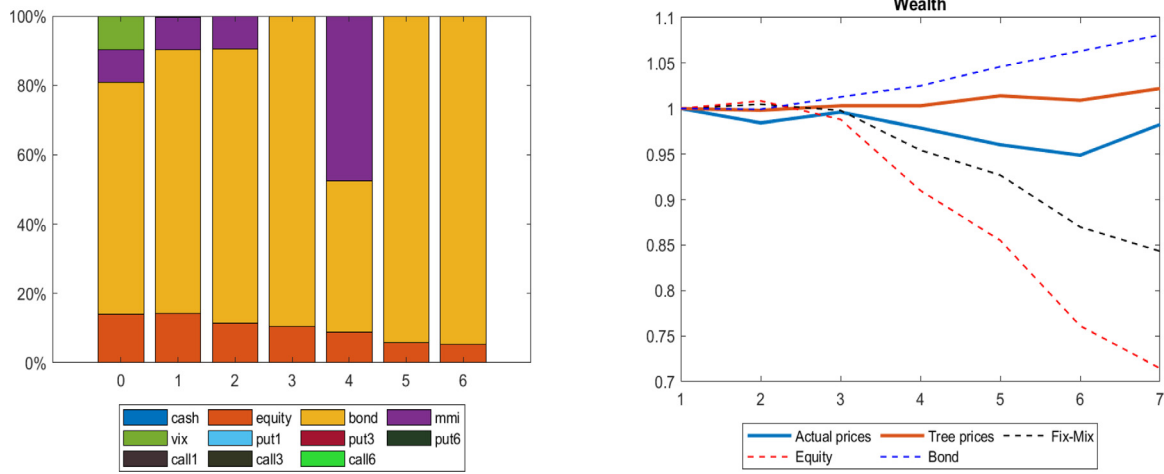 100%
80%
60%
40%
20%
0%
0 1 2 3 4 5 6
cash equity bond mmi
vix put1 put3 put6
call1 call3 call6
Wealth
1.1
1.05
1
0.95
0.9
0.85
0.8
0.75
0.7
1 2 3 4 5 6 7
Actual prices Tree prices Fix-Mix
Equity Bond